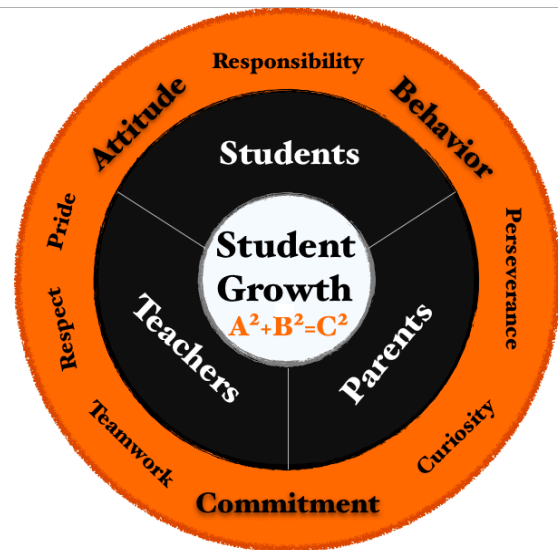 Responsibility
Attitude
Behavior
Students
Pride
Perseverance
Student
Growth
A²+B²=C²
Respect
Teachers
Parents
Teamwork
Curiosity
Commitment